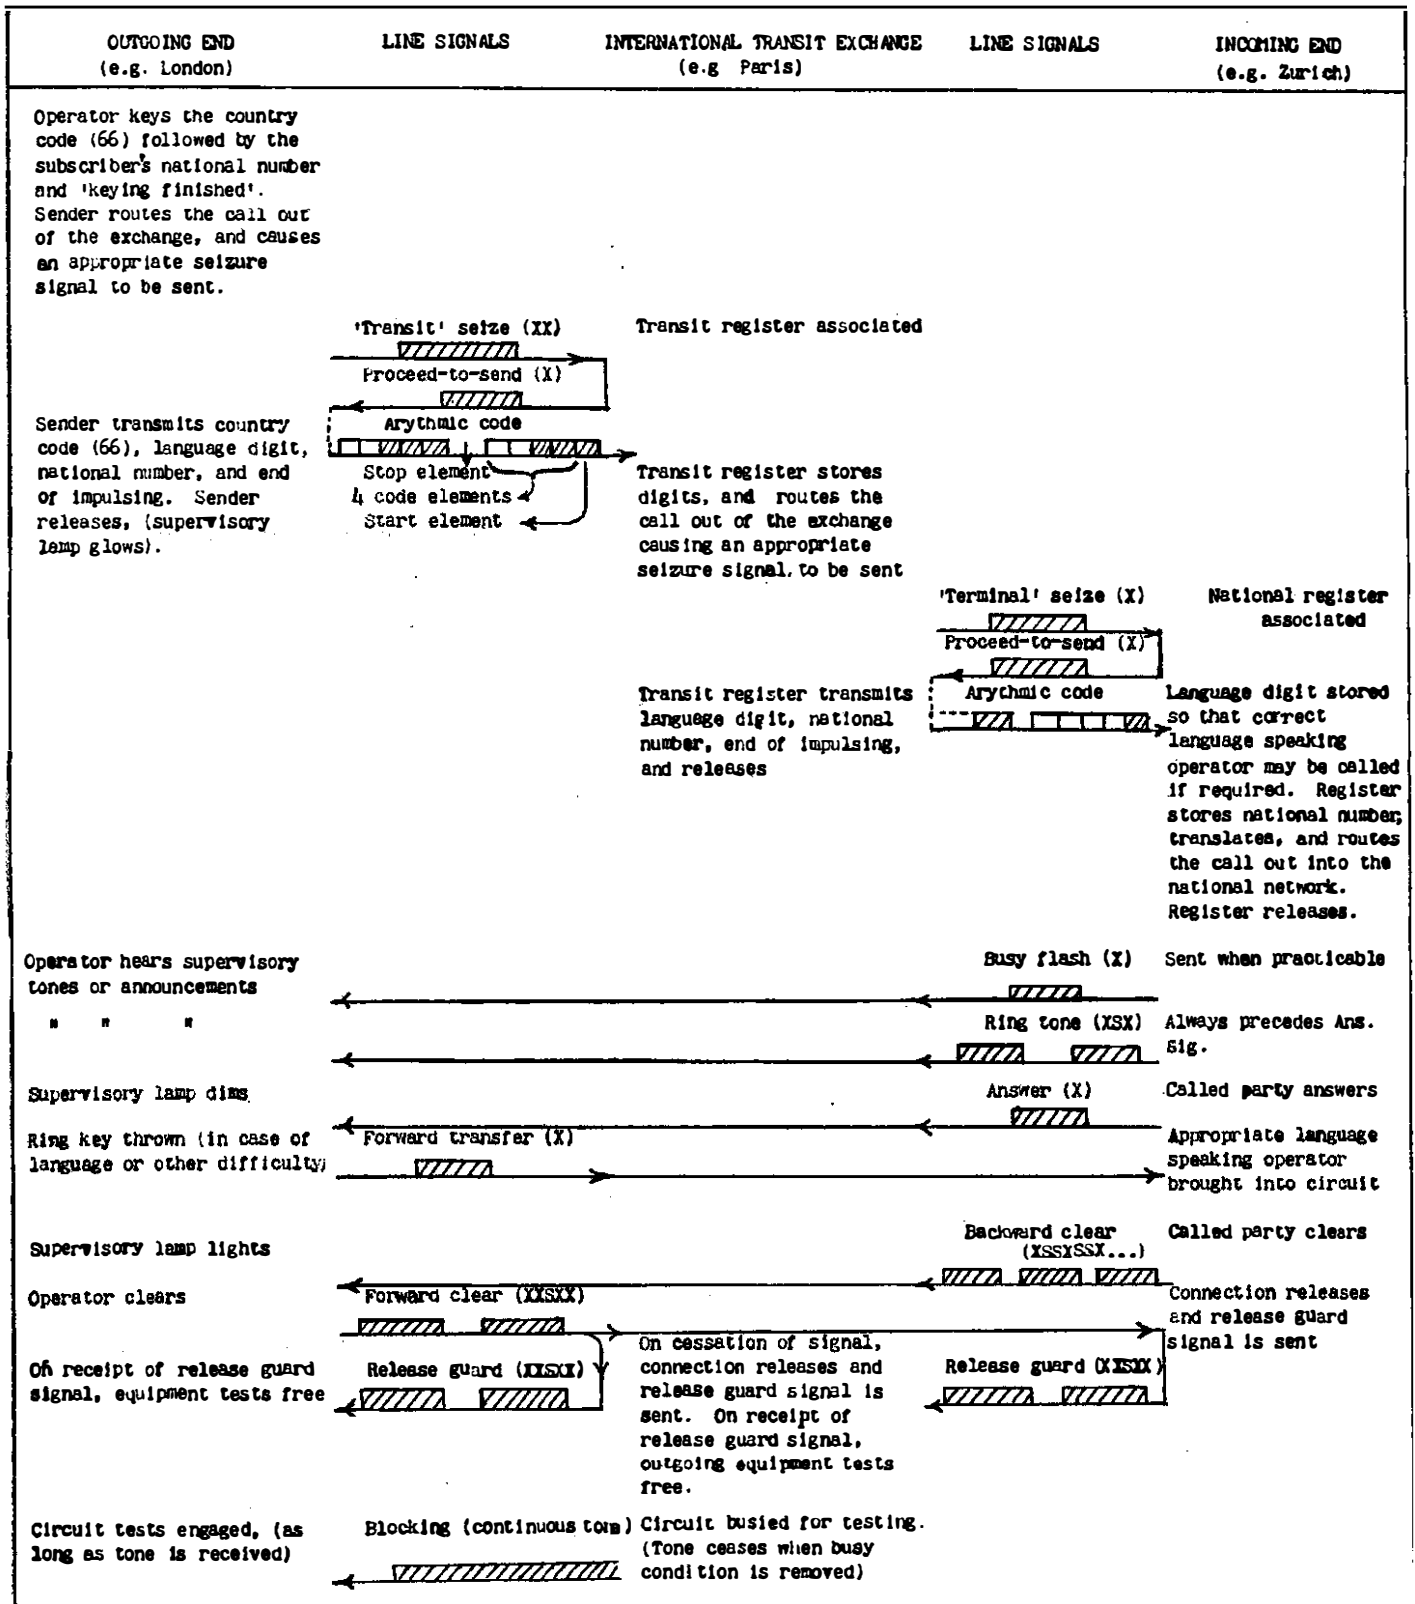 OUTGOING END
(e.g. London)
LINE SIGNALS
INTERNATIONAL TRANSIT EXCHANGE
(e.g Paris)
LINE SIGNALS
INCOMING END
(e.g. Zurich)
Operator keys the country
code (66) followed by the
subscriber's national number
and 'keying finished'.
Sender routes the call out
of the exchange, and causes
an appropriate seizure
signal to be sent.
'Transit' seize (XX)
Transit register associated
Proceed-to-send (X)
Sender transmits country
code (66), language digit,
national number, and end
of impulsing. Sender
releases, (supervisory
lamp glows).
Arythmic code
Stop element
4 code elements
Start element
Transit register stores
digits, and routes the
call out of the exchange
causing an appropriate
seizure signal, to be sent
'Terminal' seize (X)
National register
associated
Proceed-to-send (X)
Transit register transmits
language digit, national
number, end of impulsing,
and releases
Arythmic code
Language digit stored
so that correct
language speaking
operator may be called
if required. Register
stores national number,
translates, and routes
the call out into the
national network.
Register releases.
Operator hears supervisory
tones or announcements
Busy flash (X)
Sent when practicable
" " "
Ring tone (XSX)
Always precedes Ans.
Sig.
Supervisory lamp dims
Answer (X)
Called party answers
Ring key thrown (in case of
language or other difficulty)
Forward transfer (X)
Appropriate language
speaking operator
brought into circuit
Supervisory lamp lights
Backward clear
(XSSXSSX...)
Called party clears
Operator clears
Forward clear (XXSXX)
Connection releases
and release guard
signal is sent
On receipt of release guard
signal, equipment tests free
Release guard (XXSXX)
On cessation of signal,
connection releases and
release guard signal is
sent. On receipt of
release guard signal,
outgoing equipment tests
free.
Release guard (XXSXX)
Circuit tests engaged, (as
long as tone is received)
Blocking (continuous tone)
Circuit busied for testing.
(Tone ceases when busy
condition is removed)